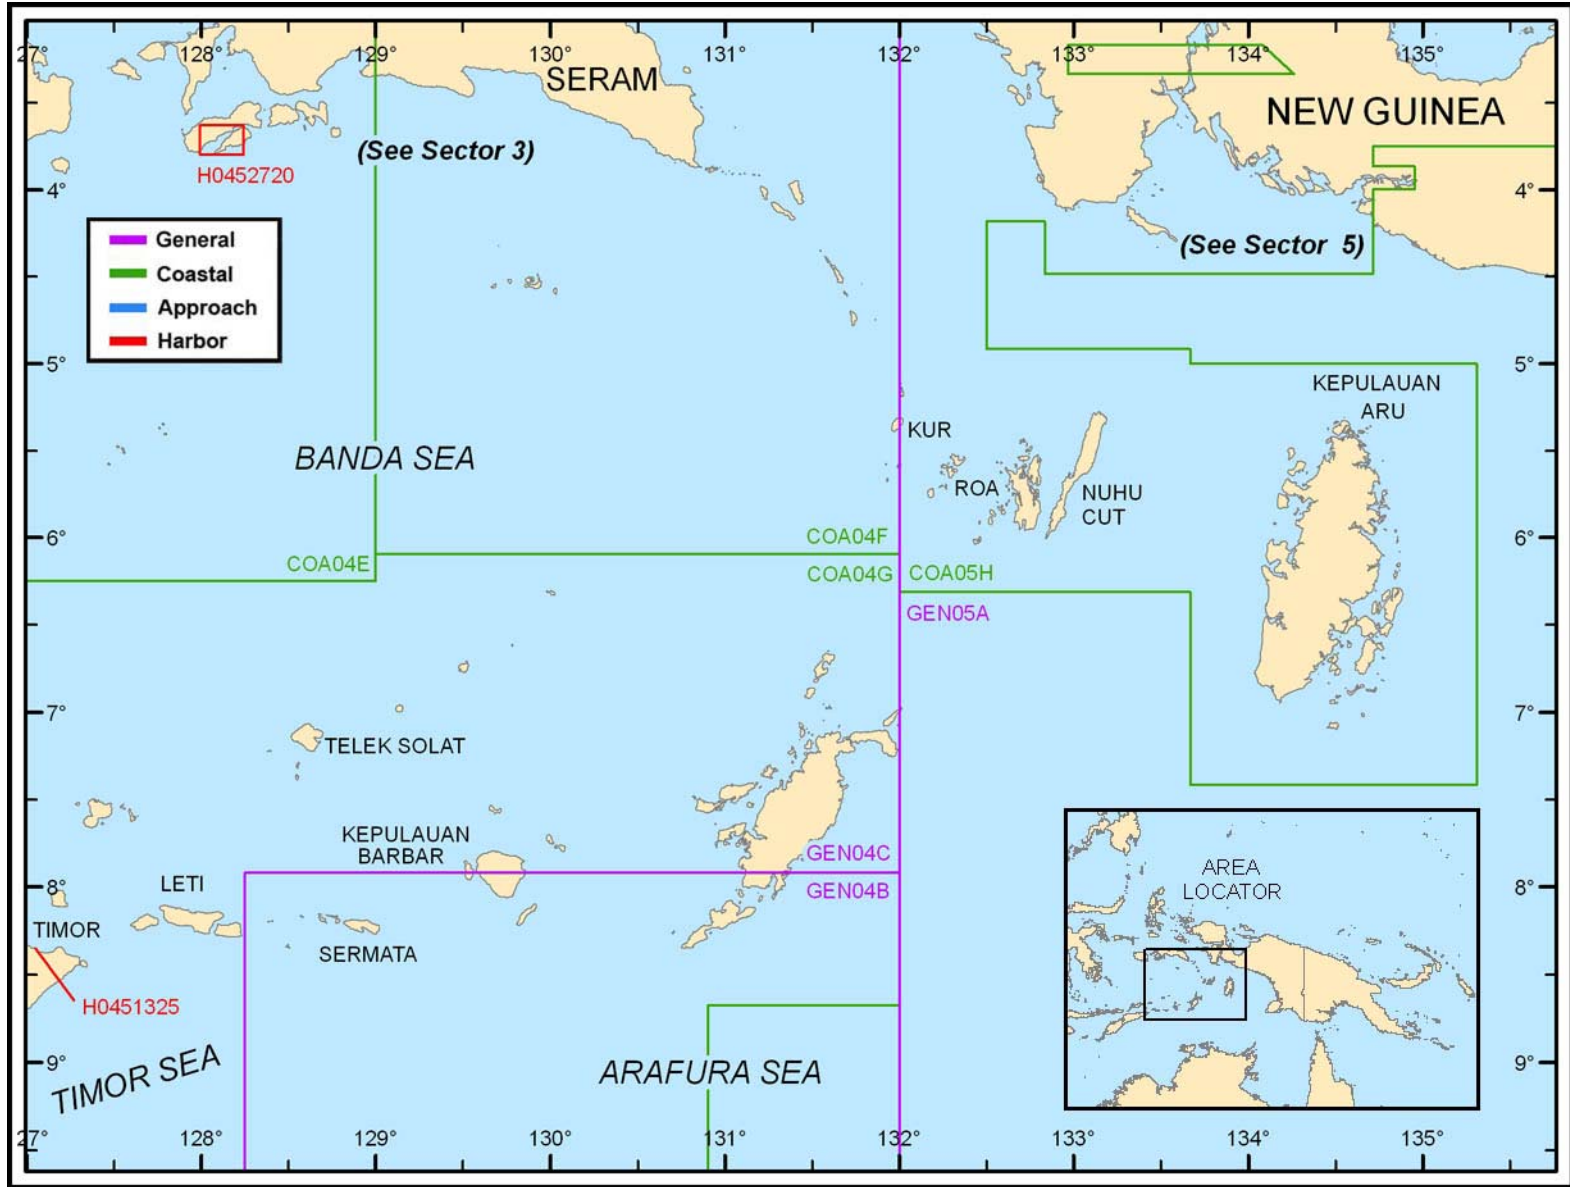 27° 128° 129° 130° 131° 132° 133° 134° 135°
SERAM
NEW GUINEA
(See Sector 3)
H0452720
4° 4°
General
Coastal
Approach
Harbor
(See Sector 5)
5° 5°
KEPULAUAN
ARU
KUR
BANDA SEA
ROA
NUHU
CUT
COA04F
6° 6°
COA04E
COA04G
COA05H
GEN05A
7° 7°
TELEK SOLAT
KEPULAUAN
BARBAR
GEN04C
GEN04B
AREA
LOCATOR
LETI
8° 8°
TIMOR
SERMATA
H0451325
9° 9°
TIMOR SEA
ARAFURA SEA
27° 128° 129° 130° 131° 132° 133° 134° 135°